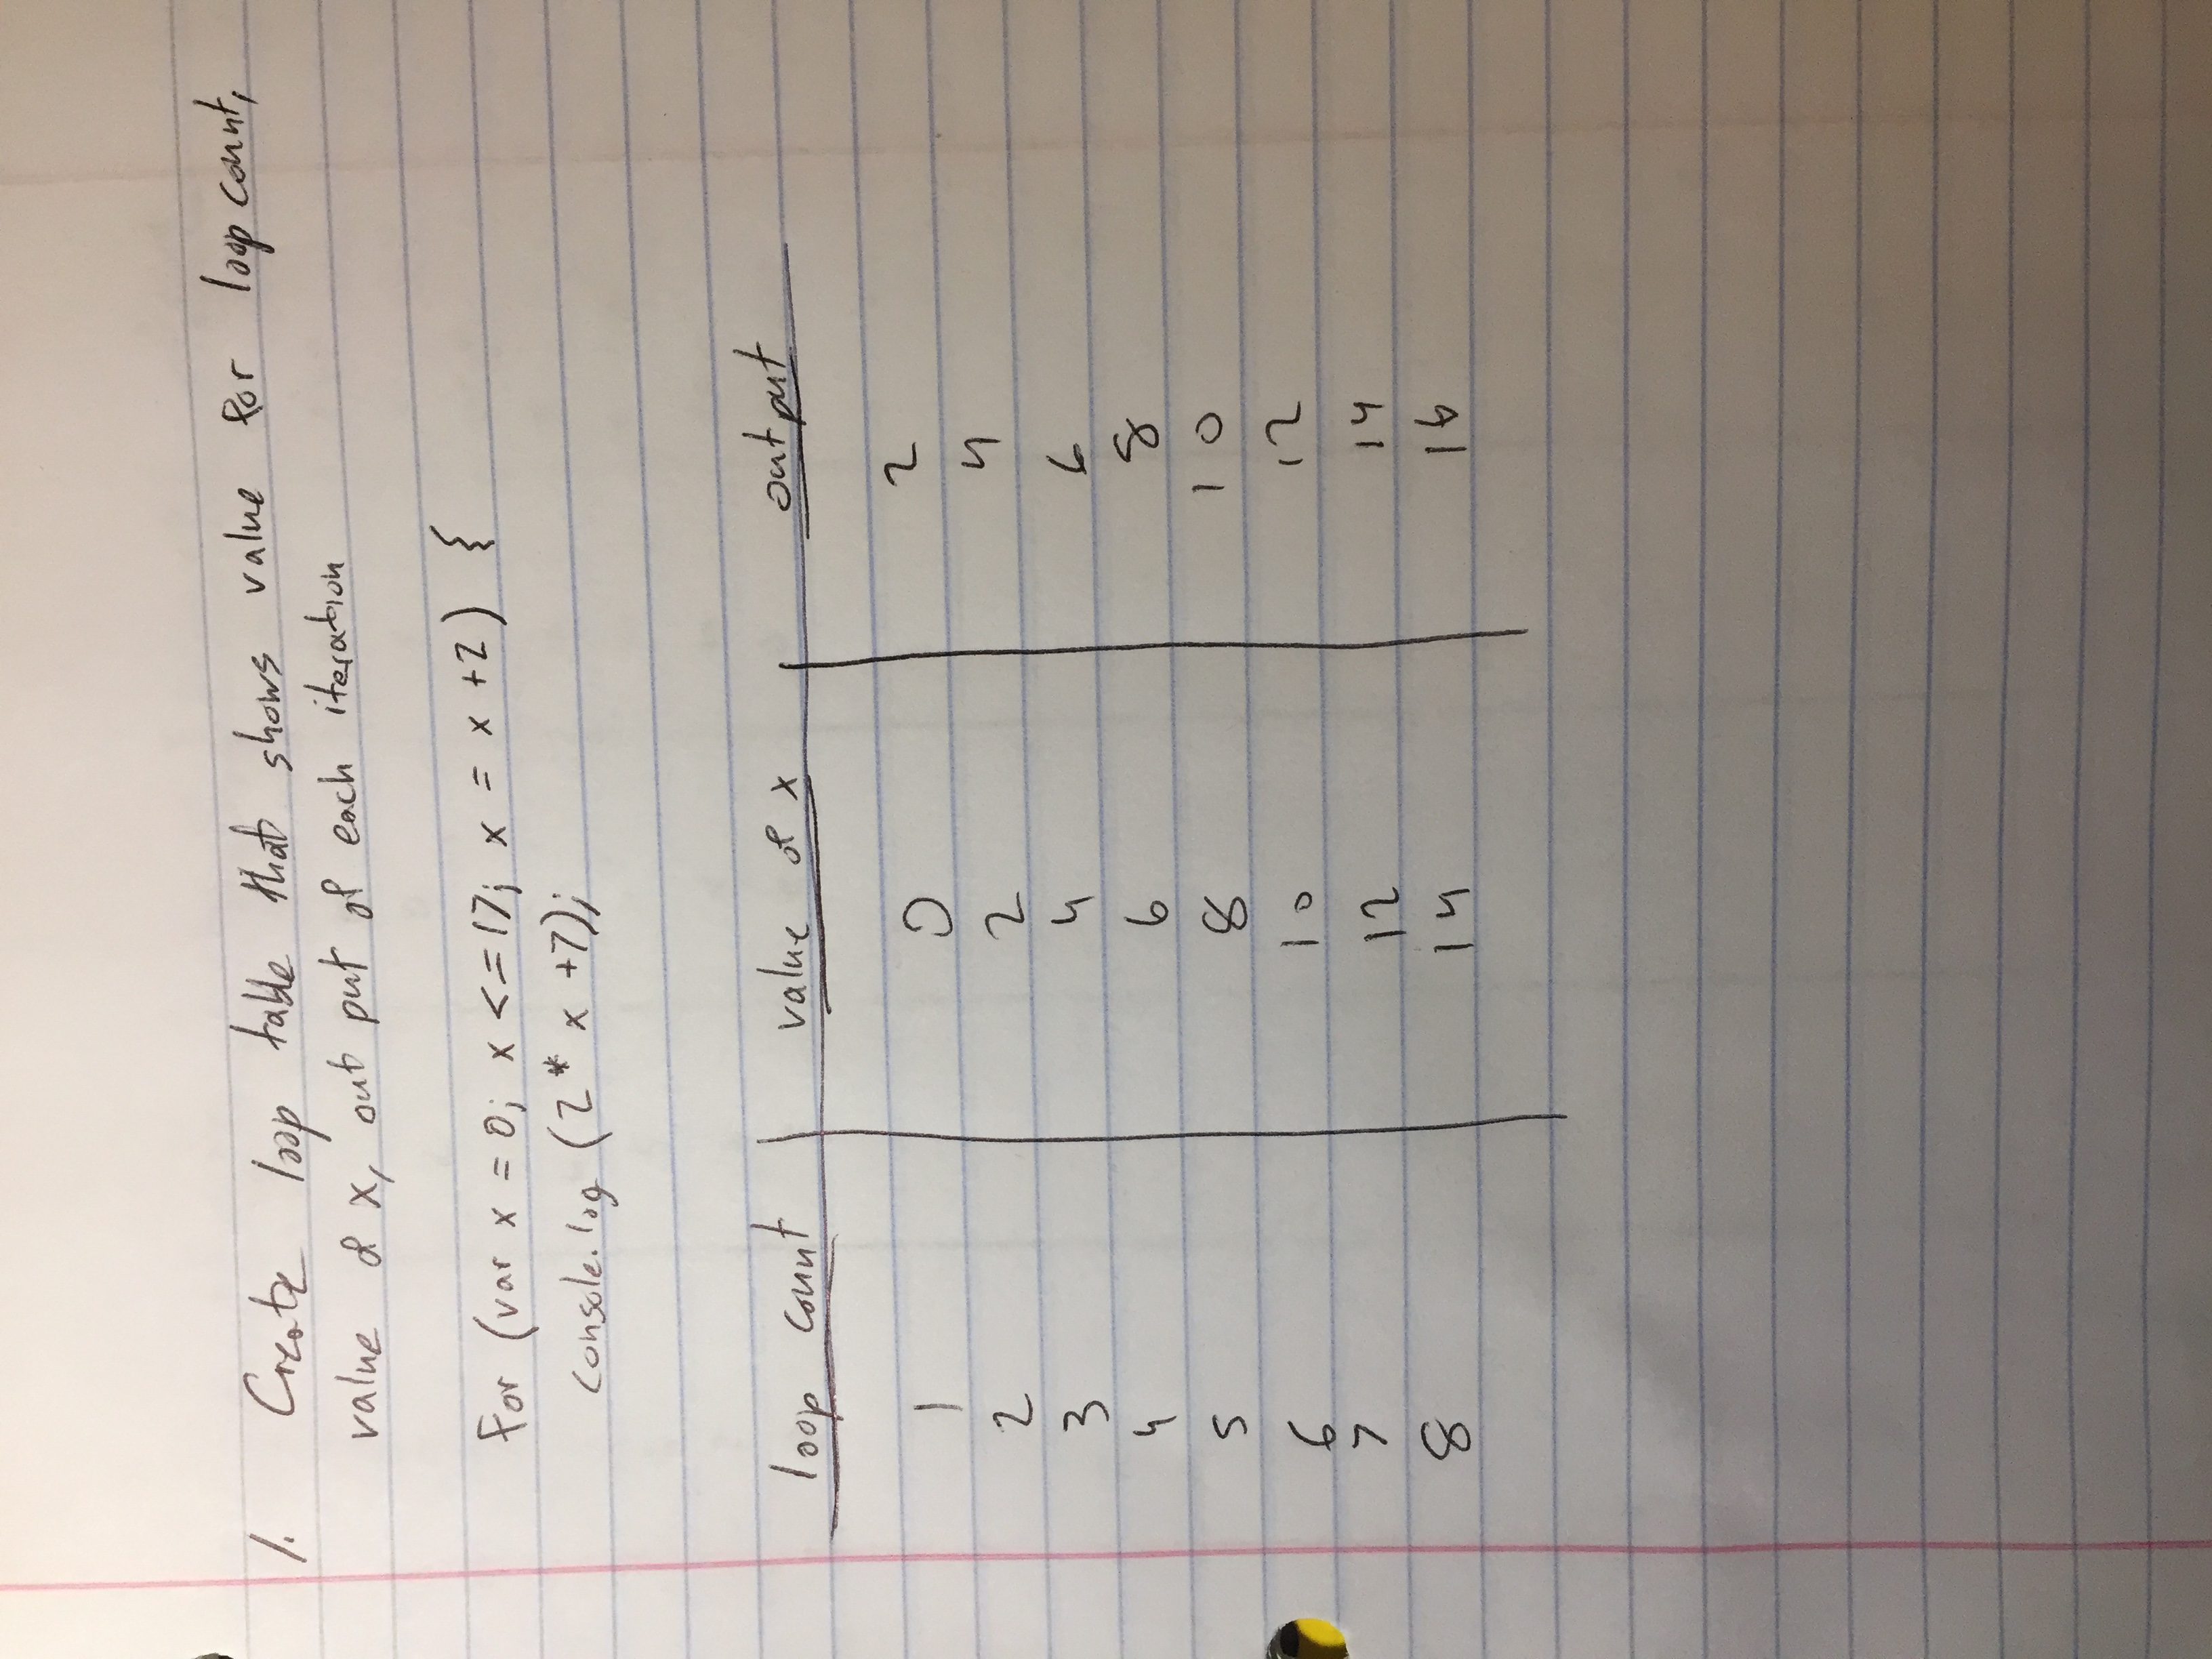 1. Create loop table that shows value for loop count,
value of x, out put of each iteration
for (var x = 0; x <= 17; x = x +2) {
console.log (2* x +7);
loop count value of x output
1 0 2
2 2 4
3 4 6
4 6 8
5 8 10
6 10 12
7 12 14
8 14 16